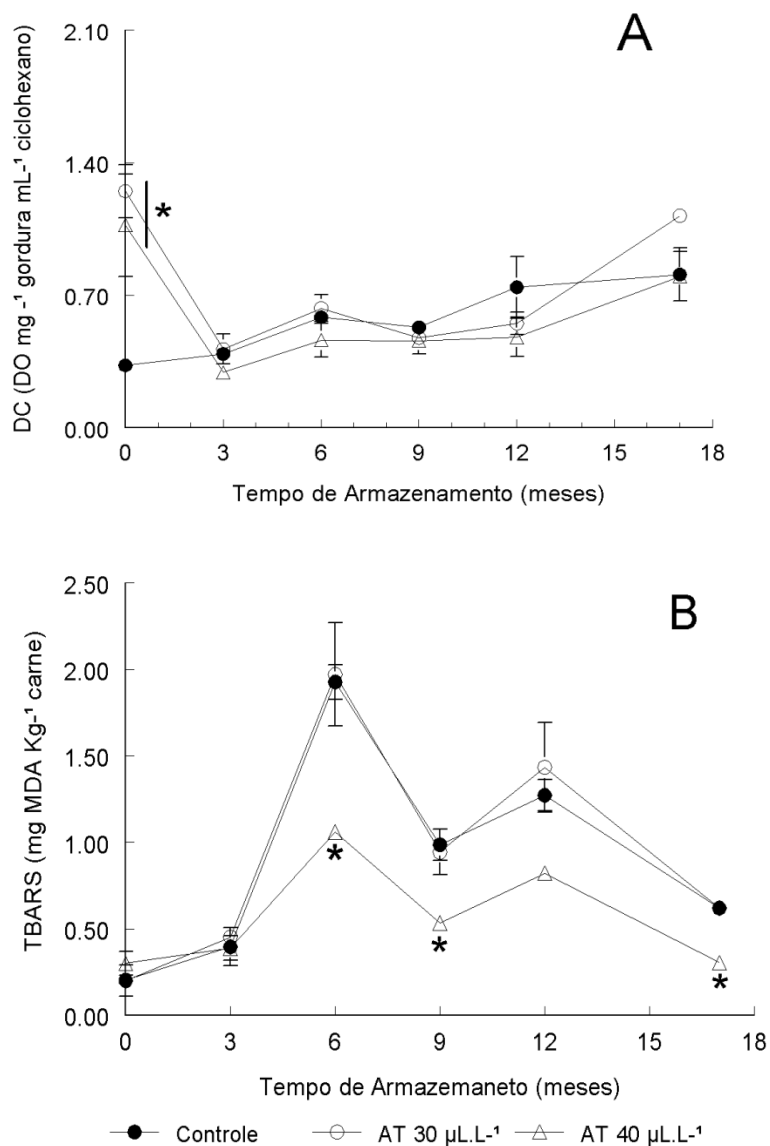 A
DC (DO mg -¹ gordura mL-¹ ciclohexano)
2.10
1.40
0.70
0.00
*
0 3 6 9 12 15 18
Tempo de Armazenamento (meses)
B
TBARS (mg MDA Kg-¹ carne)
2.50
2.00
1.50
1.00
0.50
0.00
*
*
*
0 3 6 9 12 15 18
Tempo de Armazemaneto (meses)
Controle AT 30 µL.L-¹ AT 40 µL.L-¹